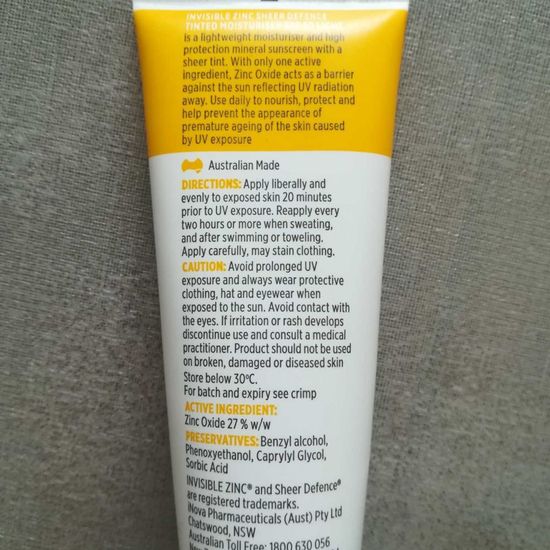 INVISIBLE ZINC SHEER DEFENCE
TINTED MOISTURISER SPF 50 LIGHT
is a lightweight moisturiser and high
protection mineral sunscreen with a
sheer tint. With only one active
ingredient, Zinc Oxide acts as a barrier
against the sun reflecting UV radiation
away. Use daily to nourish, protect and
help prevent the appearance of
premature ageing of the skin caused
by UV exposure
Australian Made
DIRECTIONS: Apply liberally and
evenly to exposed skin 20 minutes
prior to UV exposure. Reapply every
two hours or more when sweating,
and after swimming or toweling.
Apply carefully, may stain clothing.
CAUTION: Avoid prolonged UV
exposure and always wear protective
clothing, hat and eyewear when
exposed to the sun. Avoid contact with
the eyes. If irritation or rash develops
discontinue use and consult a medical
practitioner. Product should not be used
on broken, damaged or diseased skin
Store below 30°C.
For batch and expiry see crimp
ACTIVE INGREDIENT:
Zinc Oxide 27 % w/w
PRESERVATIVES: Benzyl alcohol,
Phenoxyethanol, Caprylyl Glycol,
Sorbic Acid
INVISIBLE ZINC® and Sheer Defence®
are registered trademarks.
iNova Pharmaceuticals (Aust) Pty Ltd
Chatswood, NSW
Australian Toll Free: 1800 630 056